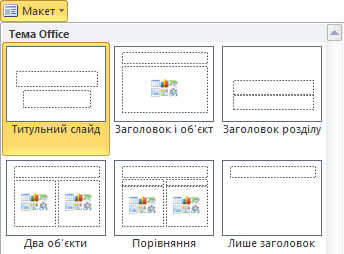 Макет
Тема Office
Титульний слайд
Заголовок і об'єкт
Заголовок розділу
Два об'єкти
Порівняння
Лише заголовок